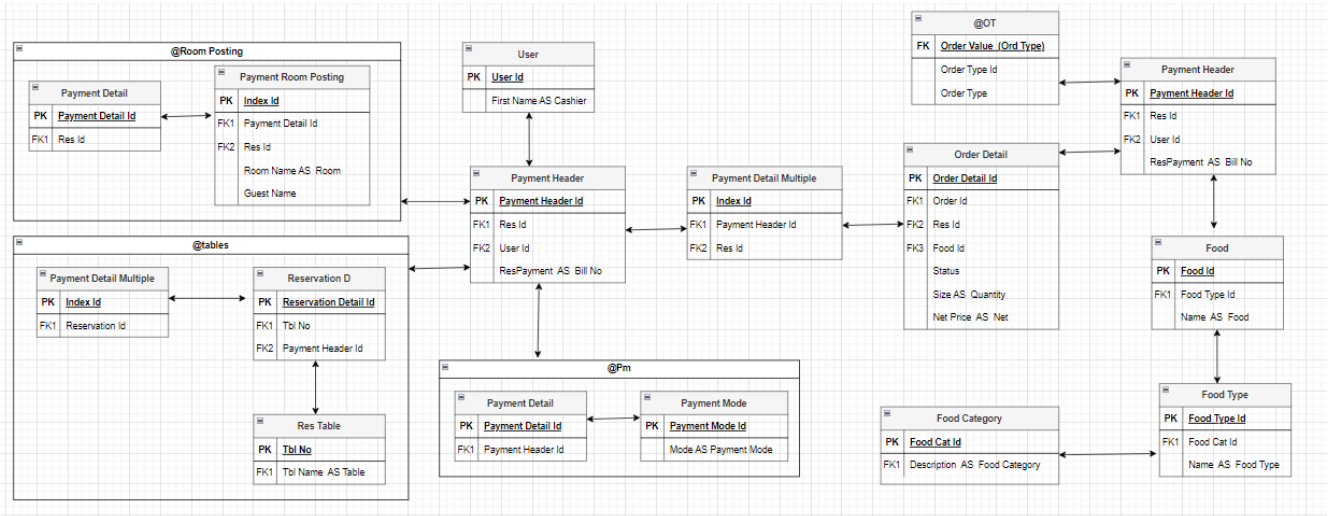 @Room Posting
Payment Detail
PK Payment Detail Id
FK1 Res Id
Payment Room Posting
PK Index Id
FK1 Payment Detail Id
FK2 Res Id
Room Name AS Room
Guest Name
User
PK User Id
First Name AS Cashier
Payment Header
PK Payment Header Id
FK1 Res Id
FK2 User Id
ResPayment AS Bill No
Payment Detail Multiple
PK Index Id
FK1 Payment Header Id
FK2 Res Id
@OT
FK Order Value (Ord Type)
Order Type Id
Order Type
Payment Header
PK Payment Header Id
FK1 Res Id
FK2 User Id
ResPayment AS Bill No
Order Detail
PK Order Detail Id
FK1 Order Id
FK2 Res Id
FK3 Food Id
Status
Size AS Quantity
Net Price AS Net
Food
PK Food Id
FK1 Food Type Id
Name AS Food
@tables
Payment Detail Multiple
PK Index Id
FK1 Reservation Id
Reservation D
PK Reservation Detail Id
FK1 Tbl No
FK2 Payment Header Id
Res Table
PK Tbl No
FK1 Tbl Name AS Table
@Pm
Payment Detail
PK Payment Detail Id
FK1 Payment Header Id
Payment Mode
PK Payment Mode Id
Mode AS Payment Mode
Food Category
PK Food Cat Id
FK1 Description AS Food Category
Food Type
PK Food Type Id
FK1 Food Cat Id
Name AS Food Type